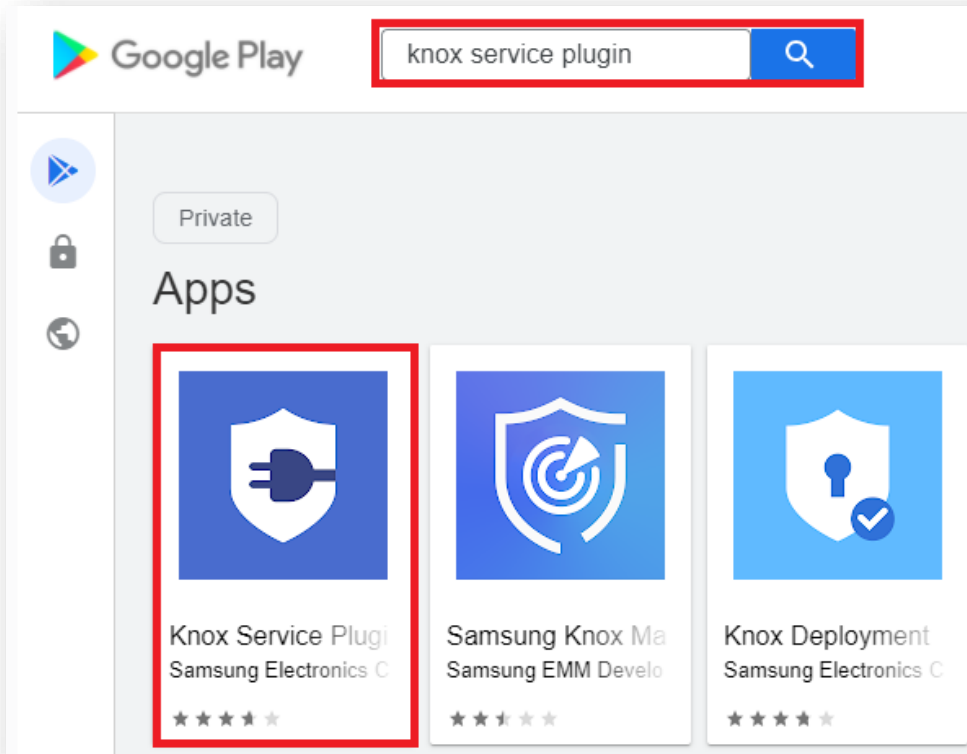 Google Play
knox service plugin
Private
Apps
Knox Service Plugi
Samsung Electronics C
Samsung Knox Ma
Samsung EMM Develo
Knox Deployment
Samsung Electronics C